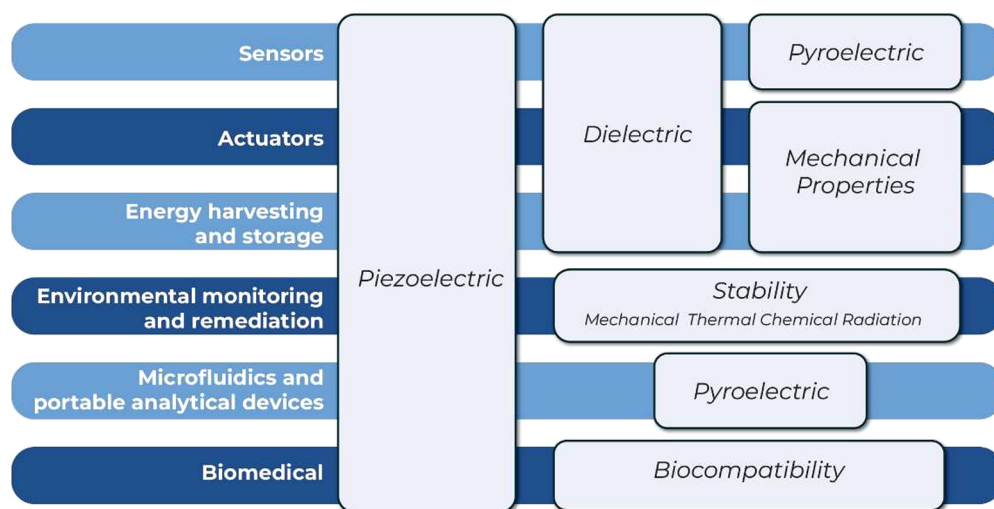 Sensors
Actuators
Energy harvesting
and storage
Environmental monitoring
and remediation
Microfluidics and
portable analytical devices
Biomedical
Piezoelectric
Dielectric
Pyroelectric
Mechanical
Properties
Stability
Mechanical Thermal Chemical Radiation
Pyroelectric
Biocompatibility